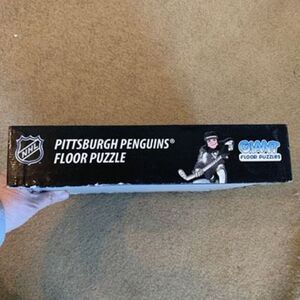 NHL
PITTSBURGH PENGUINS®
FLOOR PUZZLE
GIANT
FLOOR PUZZLES